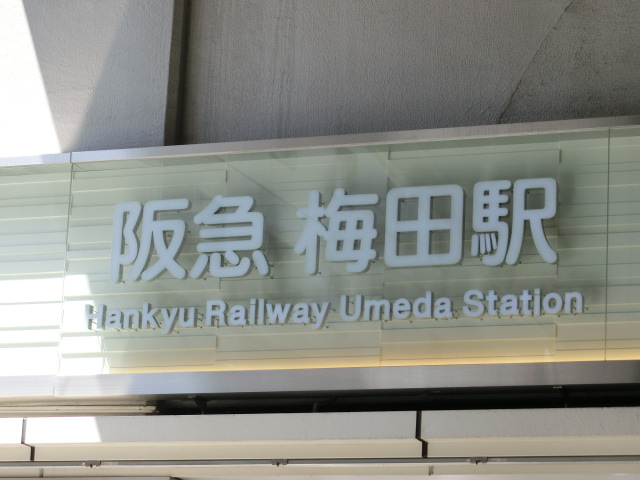 阪急 梅田駅
Hankyu Railway Umeda Station